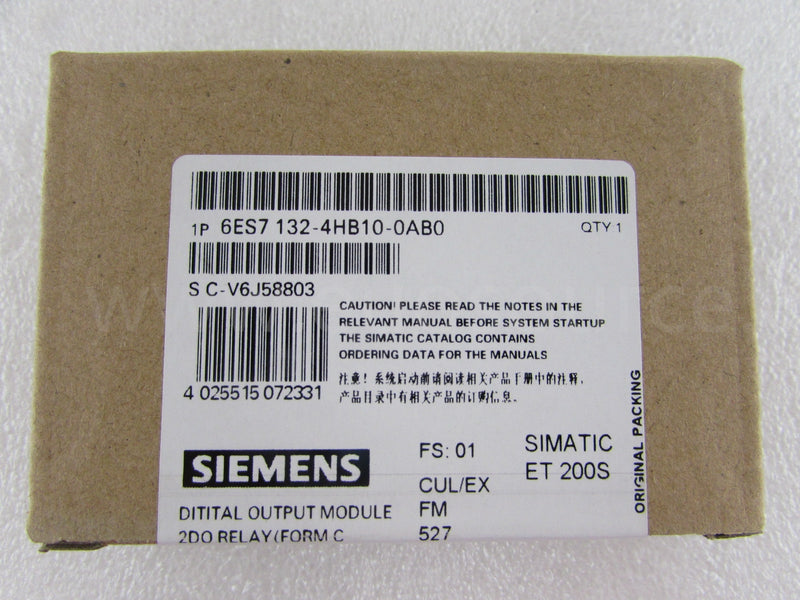 1P 6ES7 132-4HB10-0AB0 QTY 1
S C-V6J58803
CAUTION! PLEASE READ THE NOTES IN THE
RELEVANT MANUAL BEFORE SYSTEM STARTUP
THE SIMATIC CATALOG CONTAINS
ORDERING DATA FOR THE MANUALS
注意！系统启动前请阅读相关产品手册中的注释，
产品目录中有相关产品的订购信息。
4 025515 072331
ORIGINAL PACKING
SIEMENS
FS: 01
SIMATIC
ET 200S
CUL/EX
FM
527
DITITAL OUTPUT MODULE
2DO RELAY(FORM C